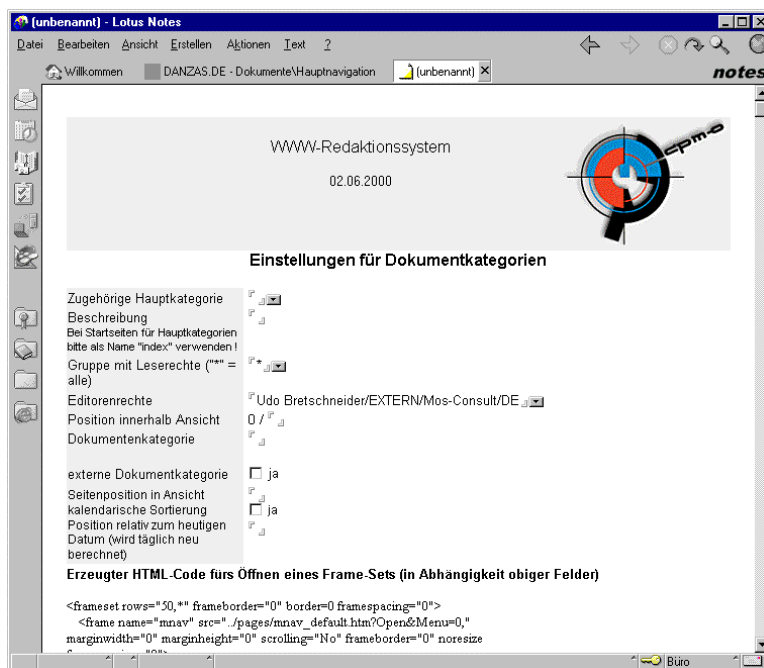 (unbenannt) - Lotus Notes
Datei Bearbeiten Ansicht Erstellen Aktionen Text ?
Willkommen DANZAS.DE - Dokumente\Hauptnavigation (unbenannt) notes
WWW-Redaktionssystem
cpm-o
02.06.2000
Einstellungen für Dokumentkategorien
Zugehörige Hauptkategorie
Beschreibung
Bei Startseiten für Hauptkategorien
bitte als Name "index" verwenden !
Gruppe mit Leserechte ("*" = *
alle)
Editorenrechte Udo Bretschneider/EXTERN/Mos-Consult/DE
Position innerhalb Ansicht 0 /
Dokumentenkategorie
externe Dokumentkategorie ja
Seitenposition in Ansicht
kalendarische Sortierung ja
Position relativ zum heutigen
Datum (wird täglich neu
berechnet)
Erzeugter HTML-Code fürs Öffnen eines Frame-Sets (in Abhängigkeit obiger Felder)
<frameset rows="50,*" frameborder="0" border=0 framespacing="0">
<frame name="mnav" src="../pages/mnav_default.htm?Open&Menu=0,"
marginwidth="0" marginheight="0" scrolling="No" frameborder="0" noresize
Büro